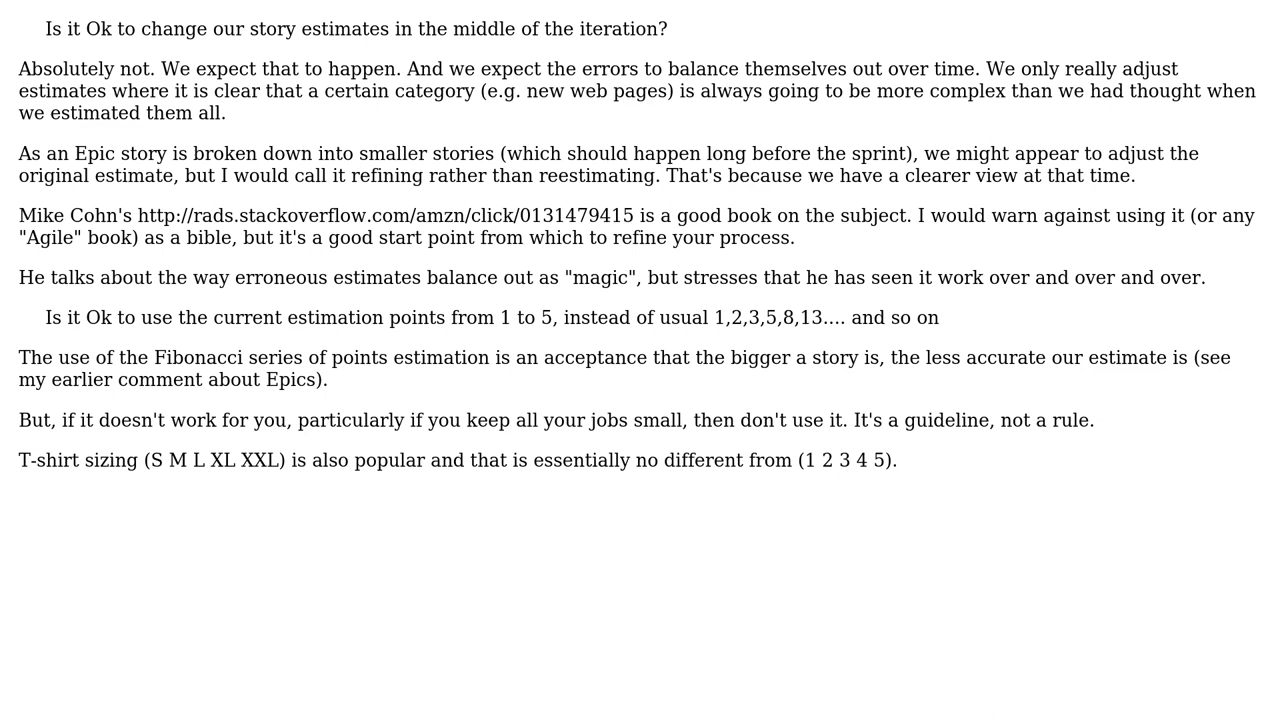 Is it Ok to change our story estimates in the middle of the iteration?
Absolutely not. We expect that to happen. And we expect the errors to balance themselves out over time. We only really adjust
estimates where it is clear that a certain category (e.g. new web pages) is always going to be more complex than we had thought when
we estimated them all.
As an Epic story is broken down into smaller stories (which should happen long before the sprint), we might appear to adjust the
original estimate, but I would call it refining rather than reestimating. That's because we have a clearer view at that time.
Mike Cohn's http://rads.stackoverflow.com/amzn/click/0131479415 is a good book on the subject. I would warn against using it (or any
"Agile" book) as a bible, but it's a good start point from which to refine your process.
He talks about the way erroneous estimates balance out as "magic", but stresses that he has seen it work over and over and over.
Is it Ok to use the current estimation points from 1 to 5, instead of usual 1,2,3,5,8,13.... and so on
The use of the Fibonacci series of points estimation is an acceptance that the bigger a story is, the less accurate our estimate is (see
my earlier comment about Epics).
But, if it doesn't work for you, particularly if you keep all your jobs small, then don't use it. It's a guideline, not a rule.
T-shirt sizing (S M L XL XXL) is also popular and that is essentially no different from (1 2 3 4 5).